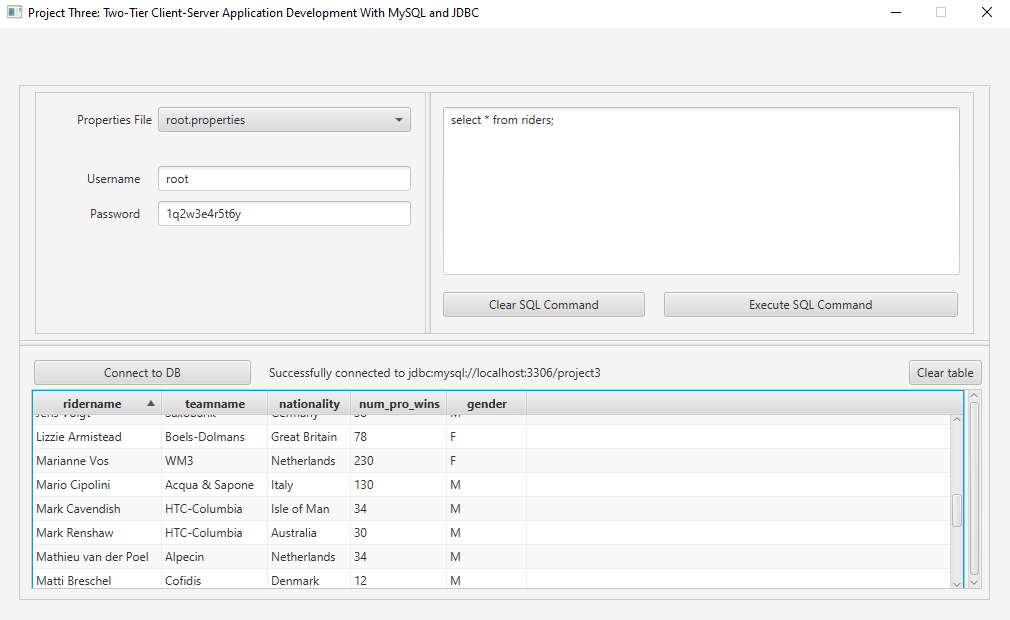 Project Three: Two-Tier Client-Server Application Development With MySQL and JDBC
Properties File root.properties
select * from riders;
Username root
Password 1q2w3e4r5t6y
Clear SQL Command Execute SQL Command
Connect to DB Successfully connected to jdbc:mysql://localhost:3306/project3 Clear table
ridername teamname nationality num_pro_wins gender
Lizzie Armistead Boels-Dolmans Great Britain 78 F
Marianne Vos WM3 Netherlands 230 F
Mario Cipolini Acqua & Sapone Italy 130 M
Mark Cavendish HTC-Columbia Isle of Man 34 M
Mark Renshaw HTC-Columbia Australia 30 M
Mathieu van der Poel Alpecin Netherlands 34 M
Matti Breschel Cofidis Denmark 12 M